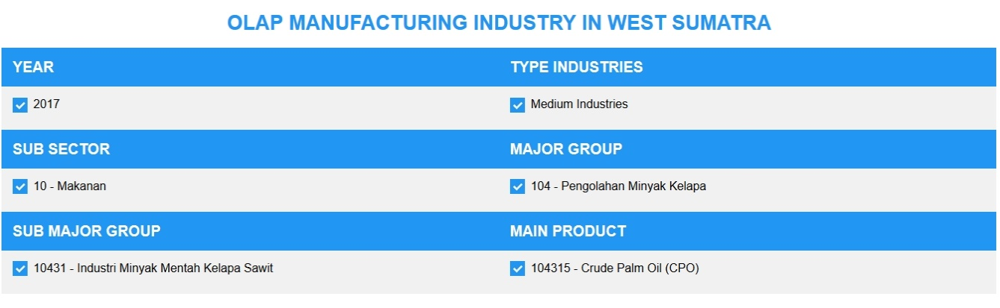 OLAP MANUFACTURING INDUSTRY IN WEST SUMATRA
YEAR
TYPE INDUSTRIES
2017
Medium Industries
SUB SECTOR
MAJOR GROUP
10 - Makanan
104 - Pengolahan Minyak Kelapa
SUB MAJOR GROUP
MAIN PRODUCT
10431 - Industri Minyak Mentah Kelapa Sawit
104315 - Crude Palm Oil (CPO)